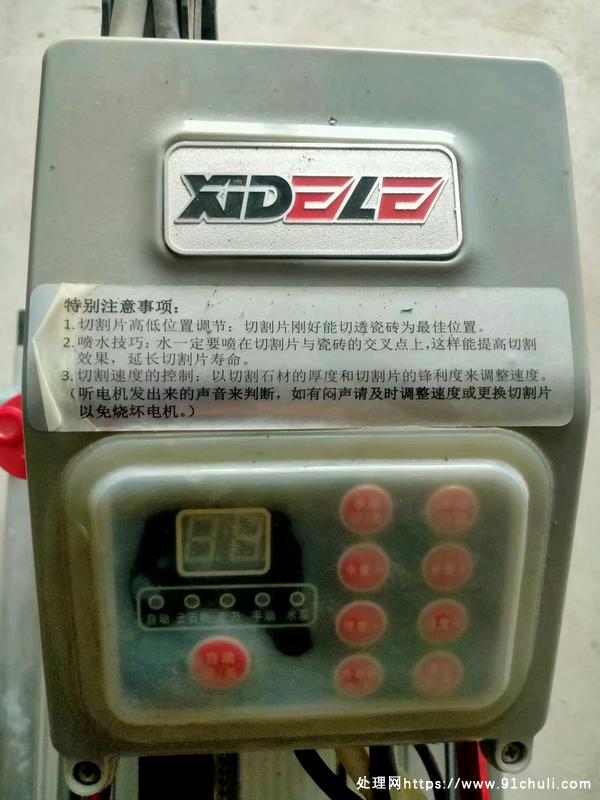 XIDELE
特别注意事项：
1. 切割片高低位置调节：切割片刚好能切透瓷砖为最佳位置。
2. 喷水技巧：水一定要喷在切割片与瓷砖的交叉点上,这样能提高切割
效果，延长切割片寿命。
3. 切割速度的控制：以切割石材的厚度和切割片的锋利度来调整速度。
（听电机发出来的声音来判断，如有闷声请及时调整速度或更换切割片
以免烧坏电机。）
自动 手动 水泵
自动
处理网https://www.91chuli.com